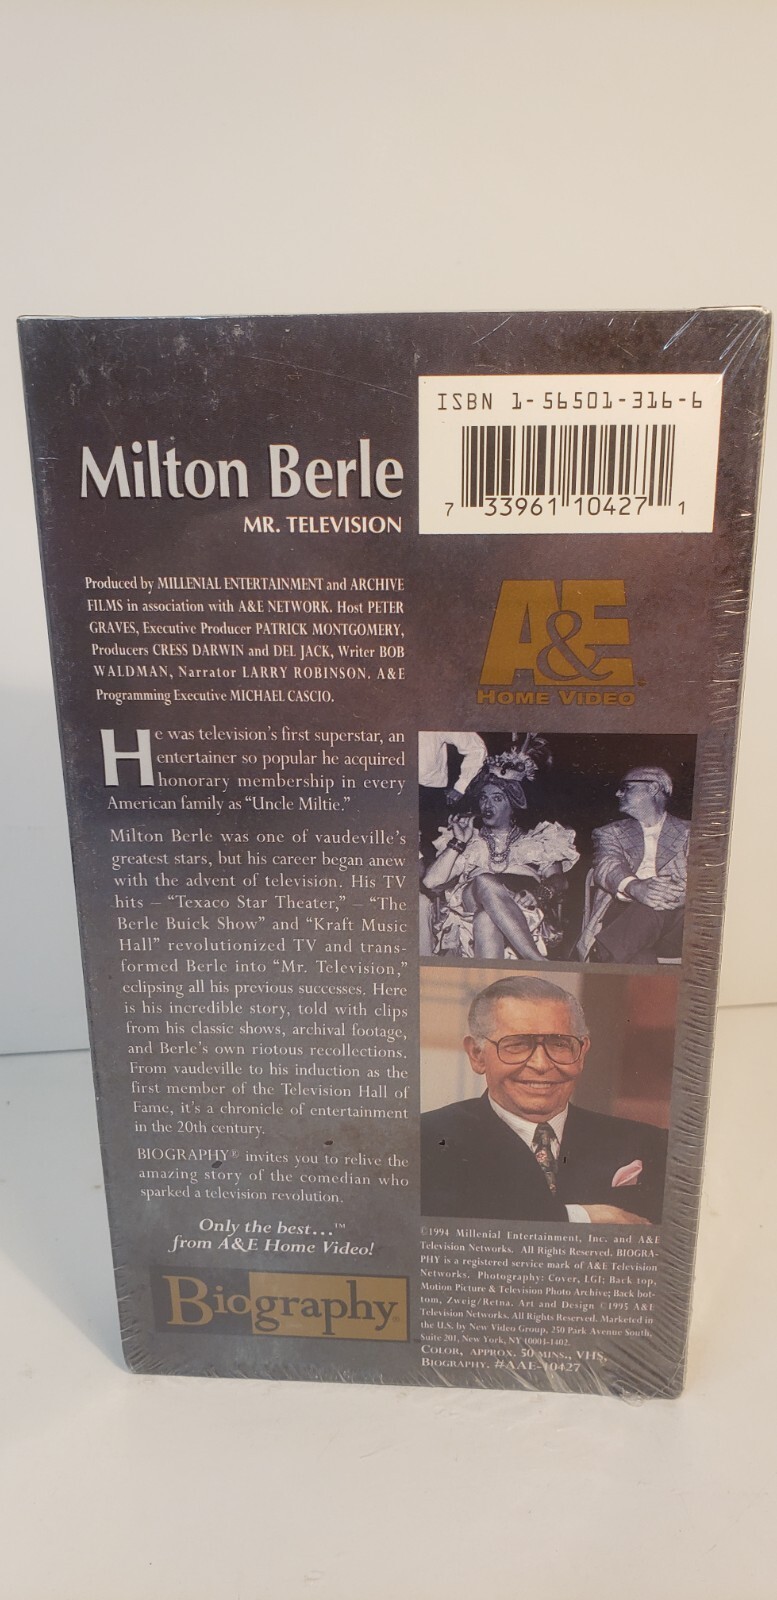 ISBN 1-56501-316-6
7 33961 10427 1
Milton Berle
MR. TELEVISION
Produced by MILLENIAL ENTERTAINMENT and ARCHIVE
FILMS in association with A&E NETWORK. Host PETER
GRAVES, Executive Producer PATRICK MONTGOMERY,
Producers CRESS DARWIN and DEL JACK, Writer BOB
WALDMAN, Narrator LARRY ROBINSON. A&E
Programming Executive MICHAEL CASCIO.
A&E
HOME VIDEO
He was television's first superstar, an
entertainer so popular he acquired
honorary membership in every
American family as "Uncle Miltie."
Milton Berle was one of vaudeville's
greatest stars, but his career began anew
with the advent of television. His TV
hits – "Texaco Star Theater," – "The
Berle Buick Show" and "Kraft Music
Hall" revolutionized TV and trans-
formed Berle into "Mr. Television,"
eclipsing all his previous successes. Here
is his incredible story, told with clips
from his classic shows, archival footage,
and Berle's own riotous recollections.
From vaudeville to his induction as the
first member of the Television Hall of
Fame, it's a chronicle of entertainment
in the 20th century.
BIOGRAPHY® invites you to relive the
amazing story of the comedian who
sparked a television revolution.
Only the best...™
from A&E Home Video!
Biography®
©1994 Millenial Entertainment, Inc. and A&E
Television Networks. All Rights Reserved. BIOGRA-
PHY is a registered service mark of A&E Television
Networks. Photography: Cover, LGI; Back top,
Motion Picture & Television Photo Archive; Back bot-
tom, Zweig/Retna. Art and Design ©1995 A&E
Television Networks. All Rights Reserved. Marketed in
the U.S. by New Video Group, 250 Park Avenue South,
Suite 201, New York, NY 10003-1402.
COLOR, APPROX. 50 MINS., VHS,
BIOGRAPHY. #AAE-10427